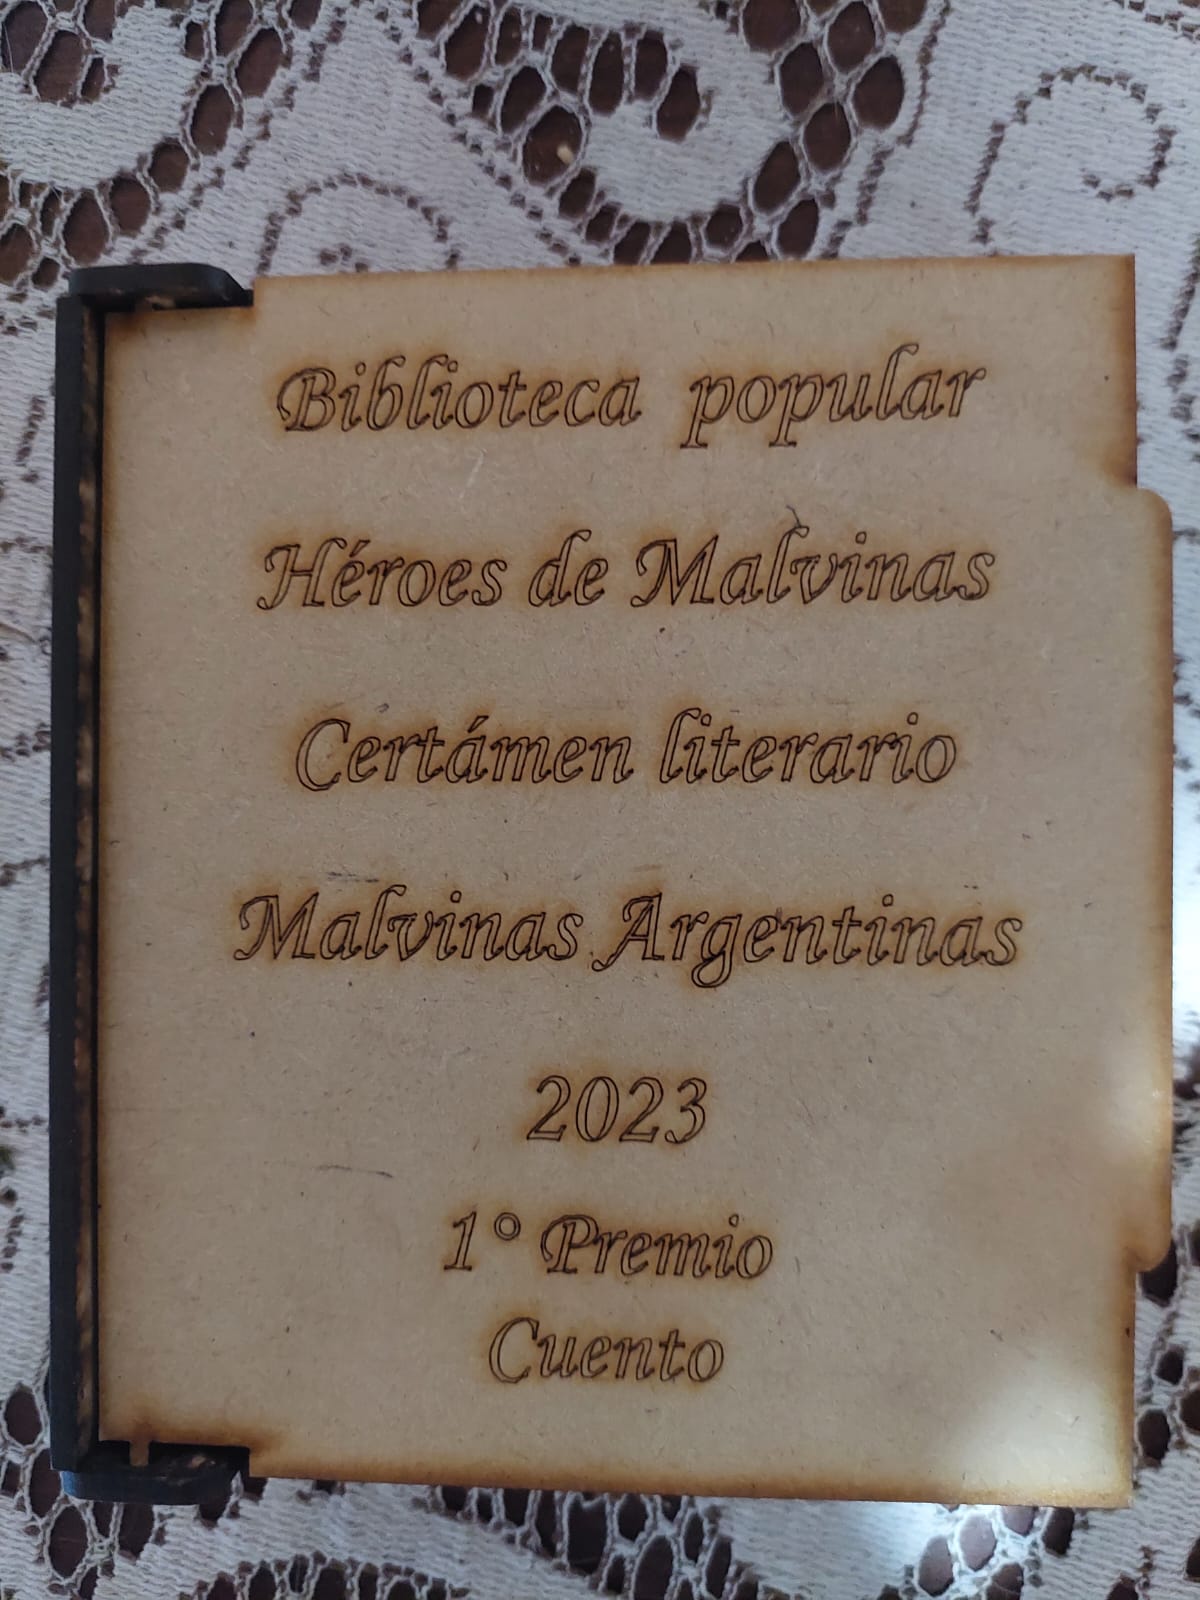 Biblioteca popular
Héroes de Malvinas
Certámen literario
Malvinas Argentinas
2023
1° Premio
Cuento